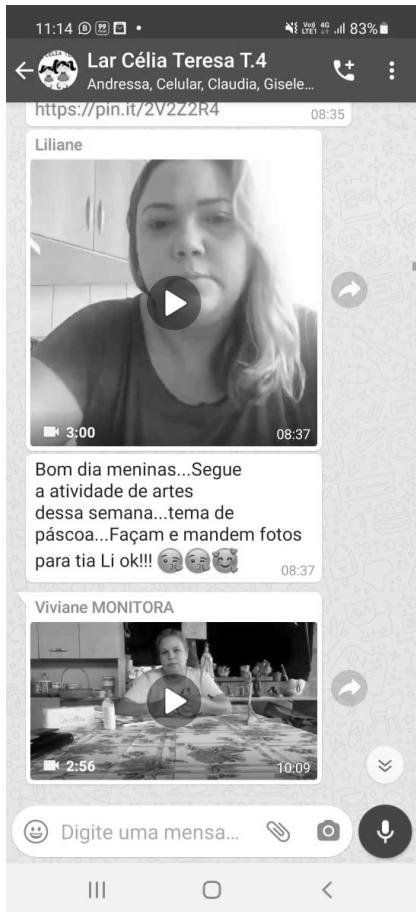 11:14 83%
Lar Célia Teresa T.4
Andressa, Celular, Claudia, Gisele...
https://pin.it/2V2Z2R4
08:35
Liliane
3:00
08:37
Bom dia meninas...Segue
a atividade de artes
dessa semana...tema de
páscoa...Façam e mandem fotos
para tia Li ok!!! 😘😘🥰
08:37
Viviane MONITORA
2:56
10:09
Digite uma mensa...